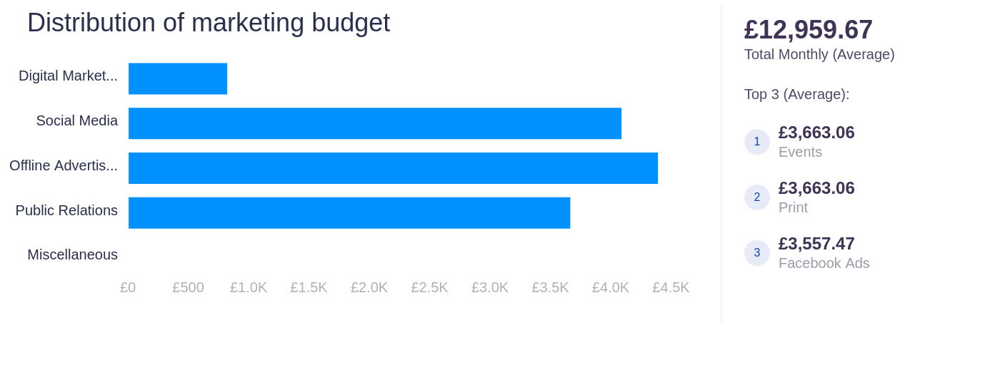 Distribution of marketing budget
Digital Market...
Social Media
Offline Advertis...
Public Relations
Miscellaneous
£0 £500 £1.0K £1.5K £2.0K £2.5K £3.0K £3.5K £4.0K £4.5K
£12,959.67
Total Monthly (Average)
Top 3 (Average):
1 £3,663.06
Events
2 £3,663.06
Print
3 £3,557.47
Facebook Ads